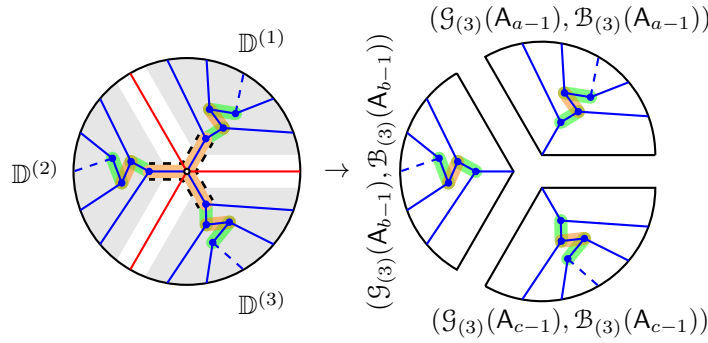 𝔻^{(1)}
𝔻^{(2)}
𝔻^{(3)}
→
(𝒢_{(3)}(A_{a−1}), ℬ_{(3)}(A_{a−1}))
(𝒢_{(3)}(A_{b−1}), ℬ_{(3)}(A_{b−1}))
(𝒢_{(3)}(A_{c−1}), ℬ_{(3)}(A_{c−1}))